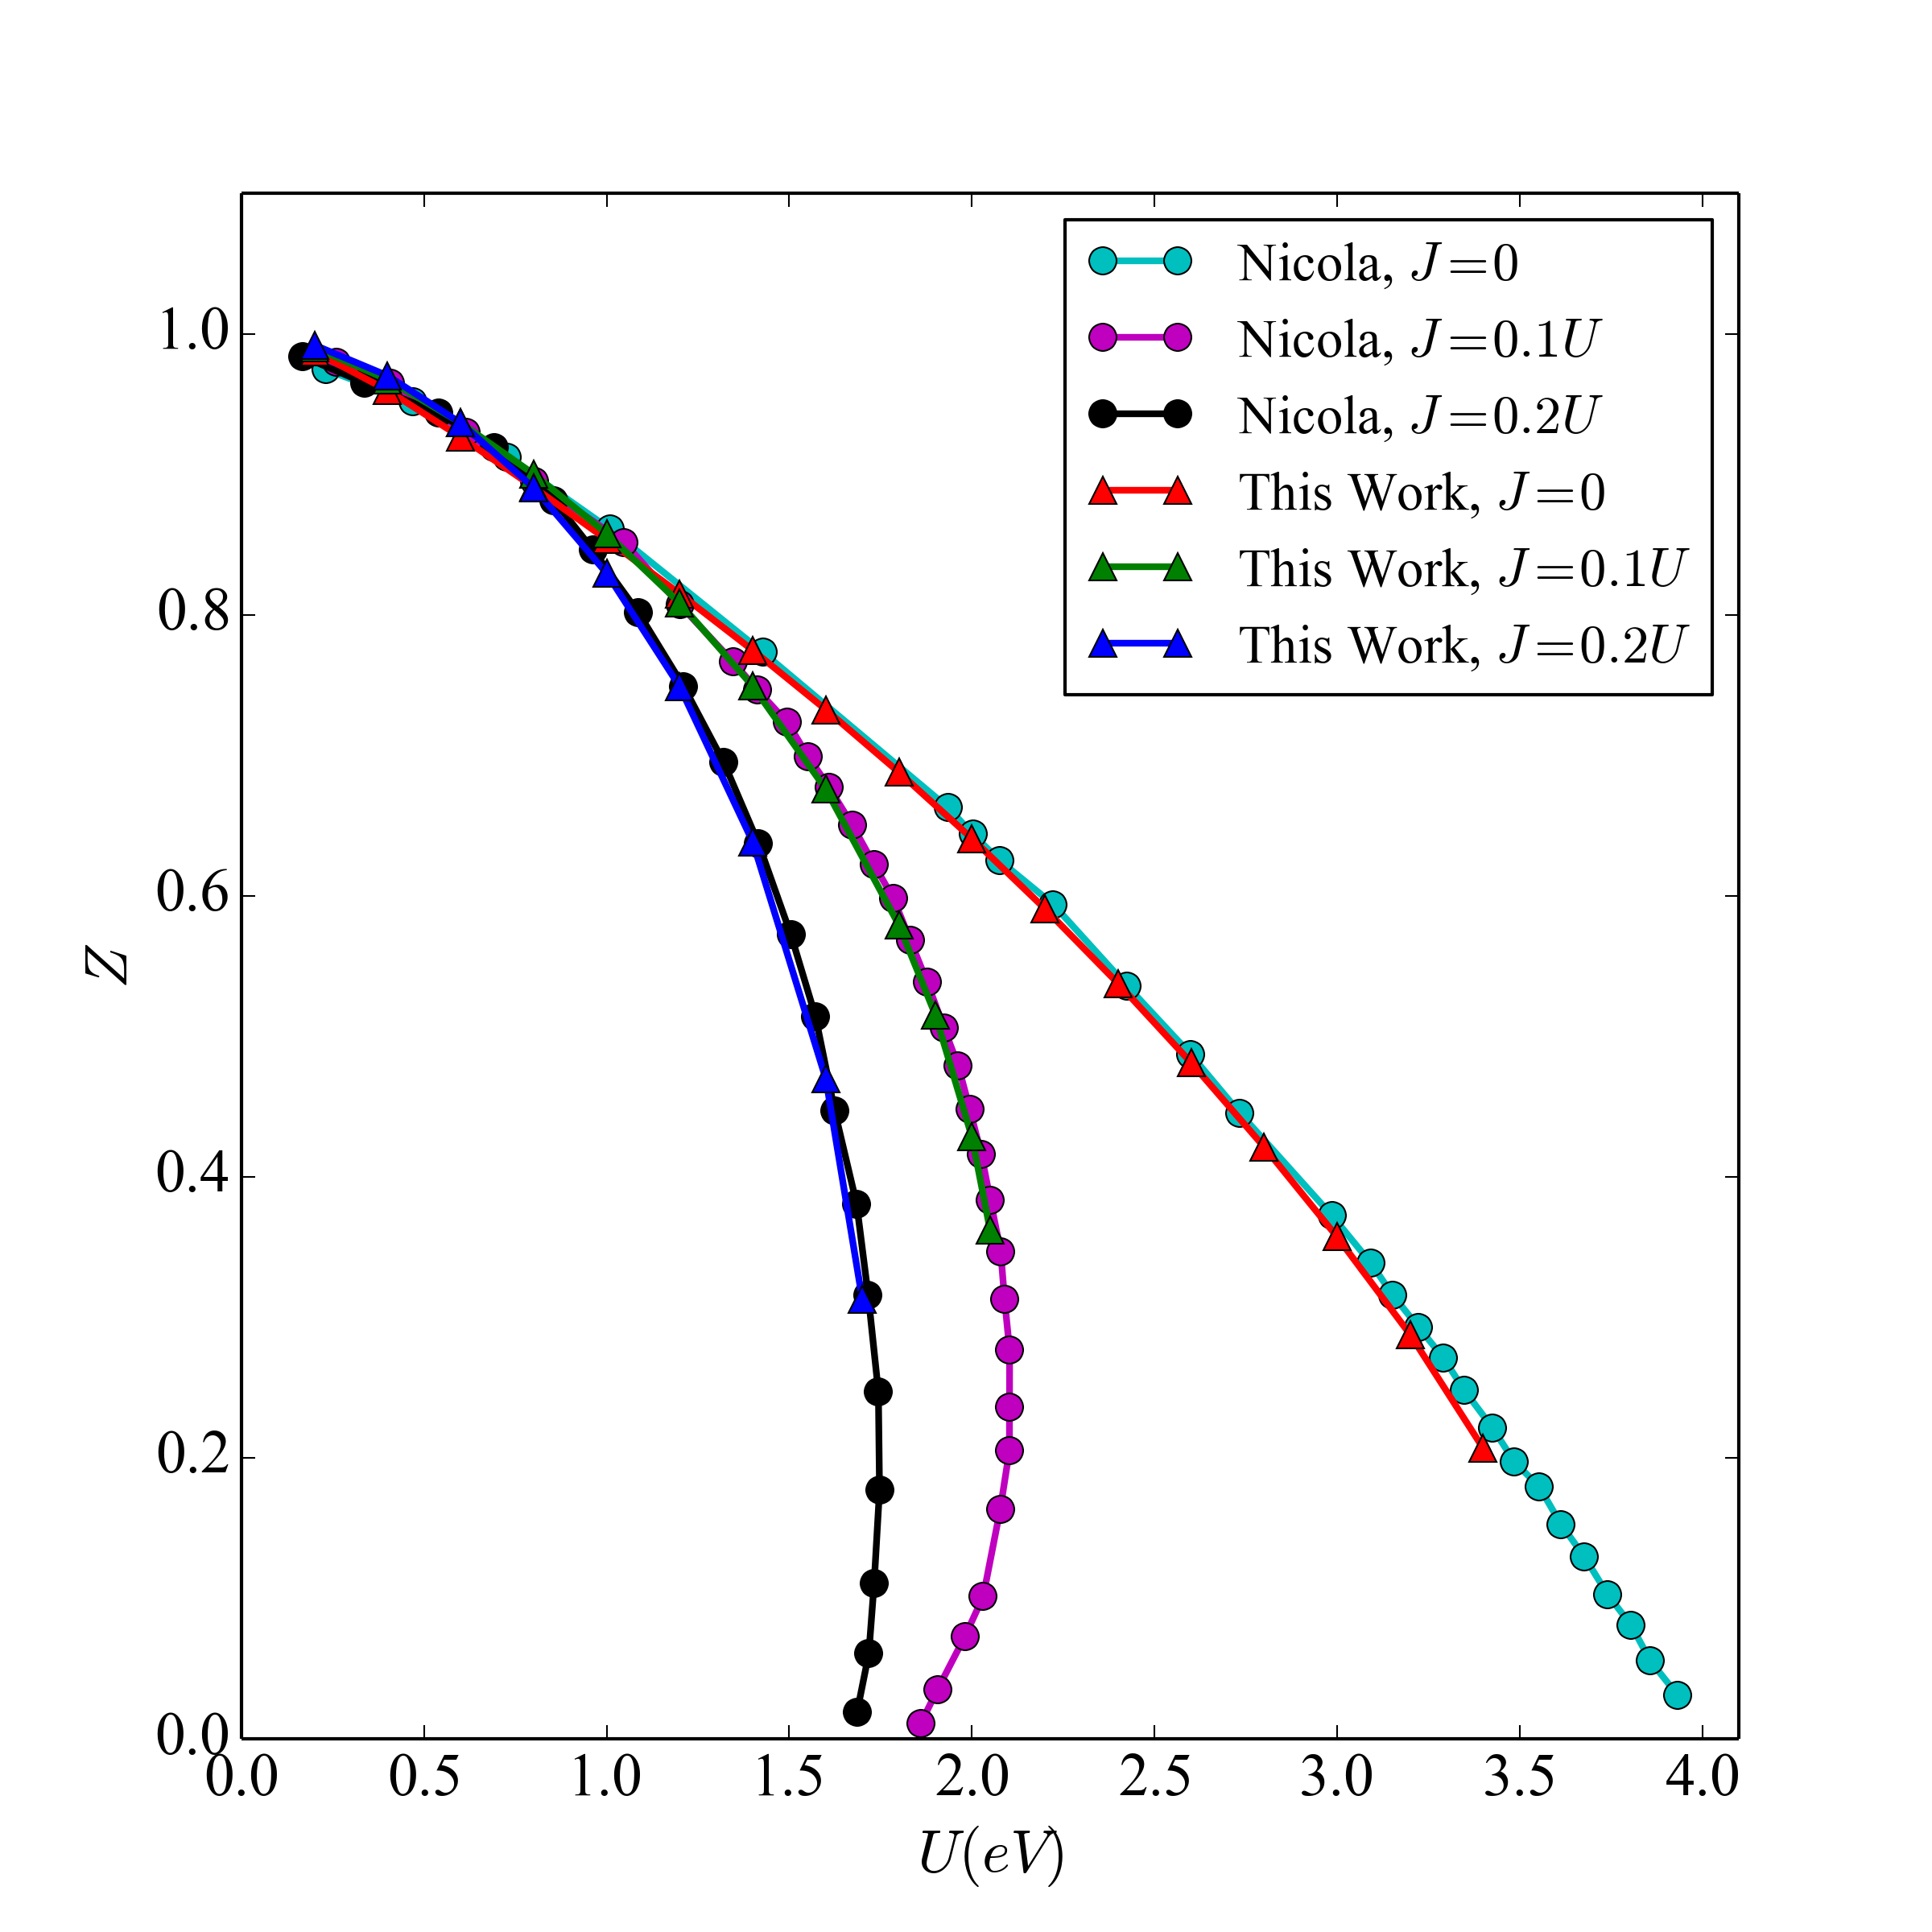 Nicola, J=0
Nicola, J=0.1U
Nicola, J=0.2U
This Work, J=0
This Work, J=0.1U
This Work, J=0.2U
1.0
0.8
0.6
0.4
0.2
0.0
Z
0.0 0.5 1.0 1.5 2.0 2.5 3.0 3.5 4.0
U(eV)